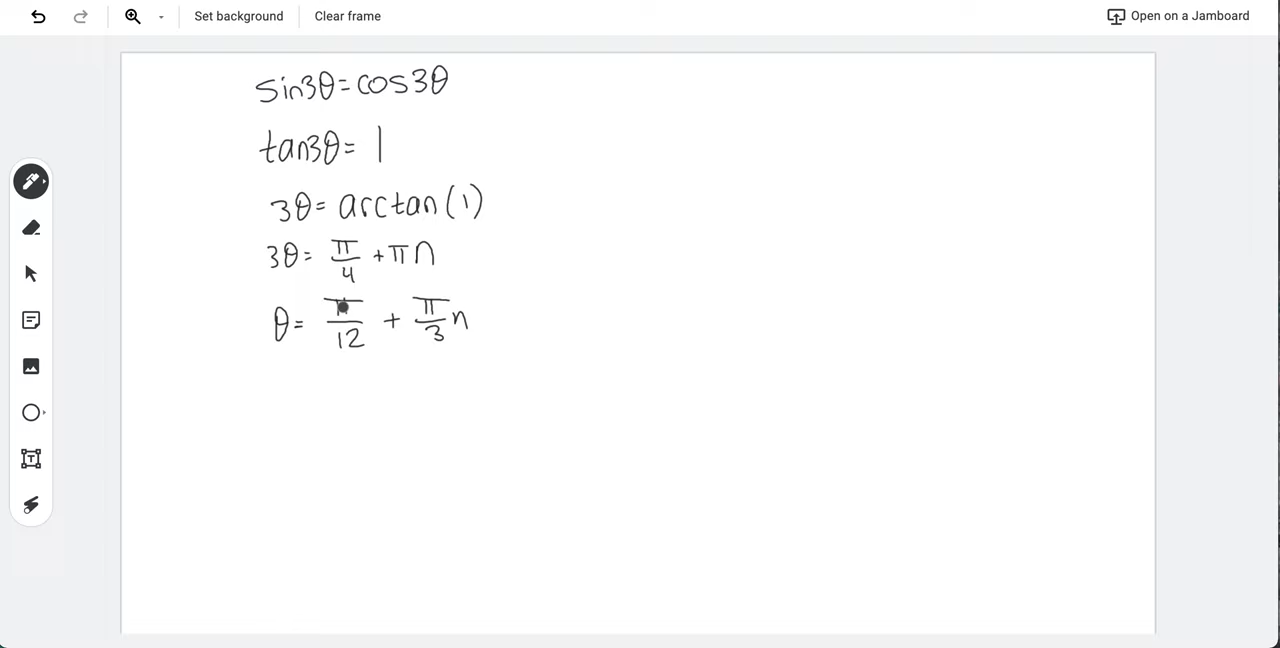 Set background Clear frame Open on a Jamboard
sin3θ=cos3θ
tan3θ= 1
3θ= arctan(1)
3θ= π/4 +πn
θ= π/12 + π/3 n